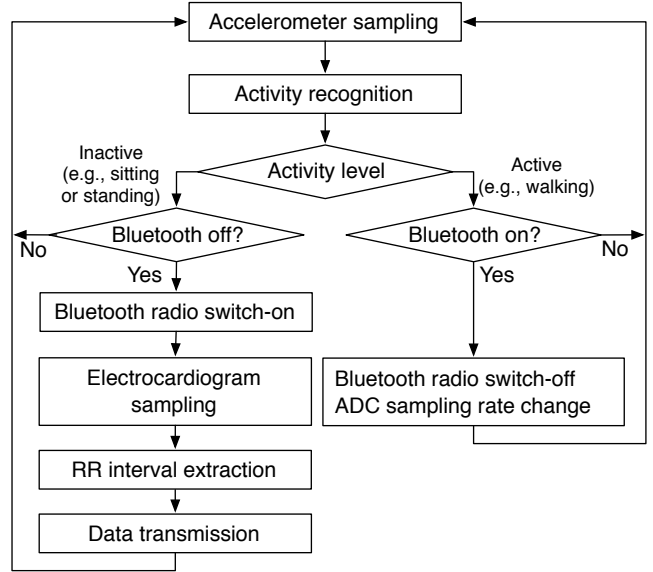 Accelerometer sampling
Activity recognition
Activity level
Inactive
(e.g., sitting
or standing)
Active
(e.g., walking)
Bluetooth off?
Bluetooth on?
No
Yes
Yes
No
Bluetooth radio switch-on
Electrocardiogram
sampling
Bluetooth radio switch-off
ADC sampling rate change
RR interval extraction
Data transmission